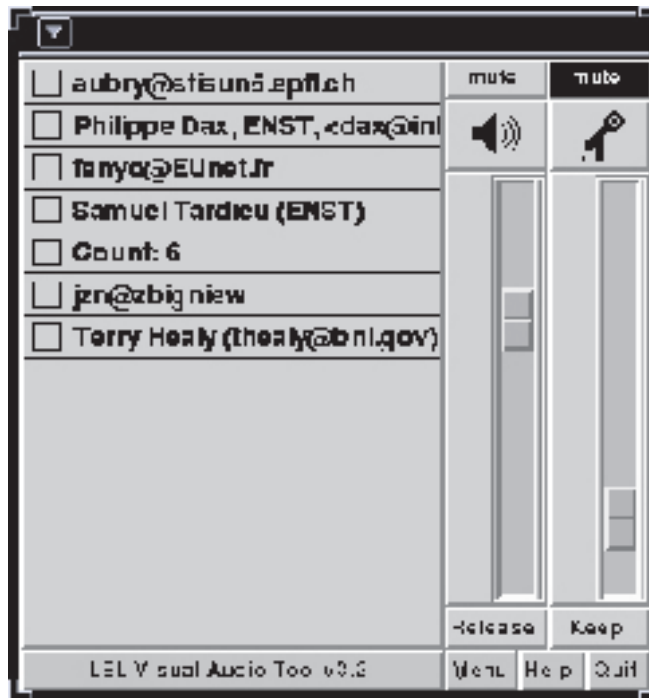 aubry@stisun5.epfl.ch
Philippe Dax, ENST, <dax@inf
fanyo@EUnet.fr
Samuel Tardieu (ENST)
Count: 6
jzn@zbigniew
Terry Healy (thealy@bnl.gov)
mute mute
Release Keep
LBL Visual Audio Tool v3.2
Menu Help Quit